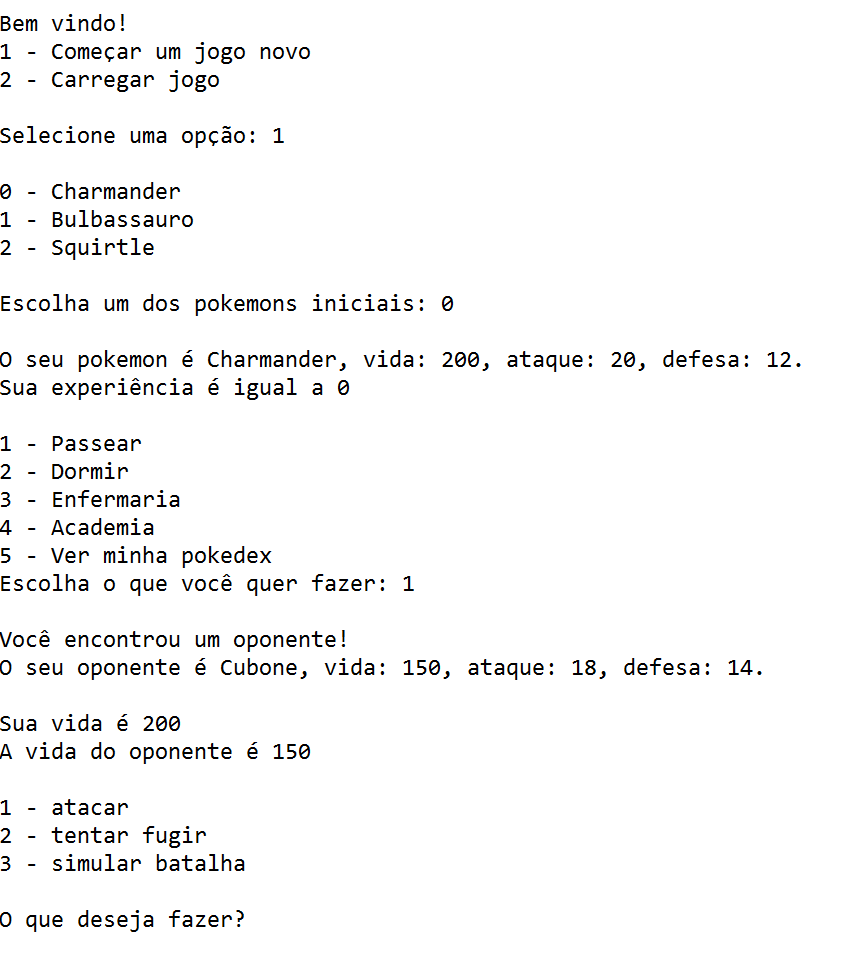 Bem vindo!
1 - Começar um jogo novo
2 - Carregar jogo
Selecione uma opção: 1
0 - Charmander
1 - Bulbassauro
2 - Squirtle
Escolha um dos pokemons iniciais: 0
O seu pokemon é Charmander, vida: 200, ataque: 20, defesa: 12.
Sua experiência é igual a 0
1 - Passear
2 - Dormir
3 - Enfermaria
4 - Academia
5 - Ver minha pokedex
Escolha o que você quer fazer: 1
Você encontrou um oponente!
O seu oponente é Cubone, vida: 150, ataque: 18, defesa: 14.
Sua vida é 200
A vida do oponente é 150
1 - atacar
2 - tentar fugir
3 - simular batalha
O que deseja fazer?